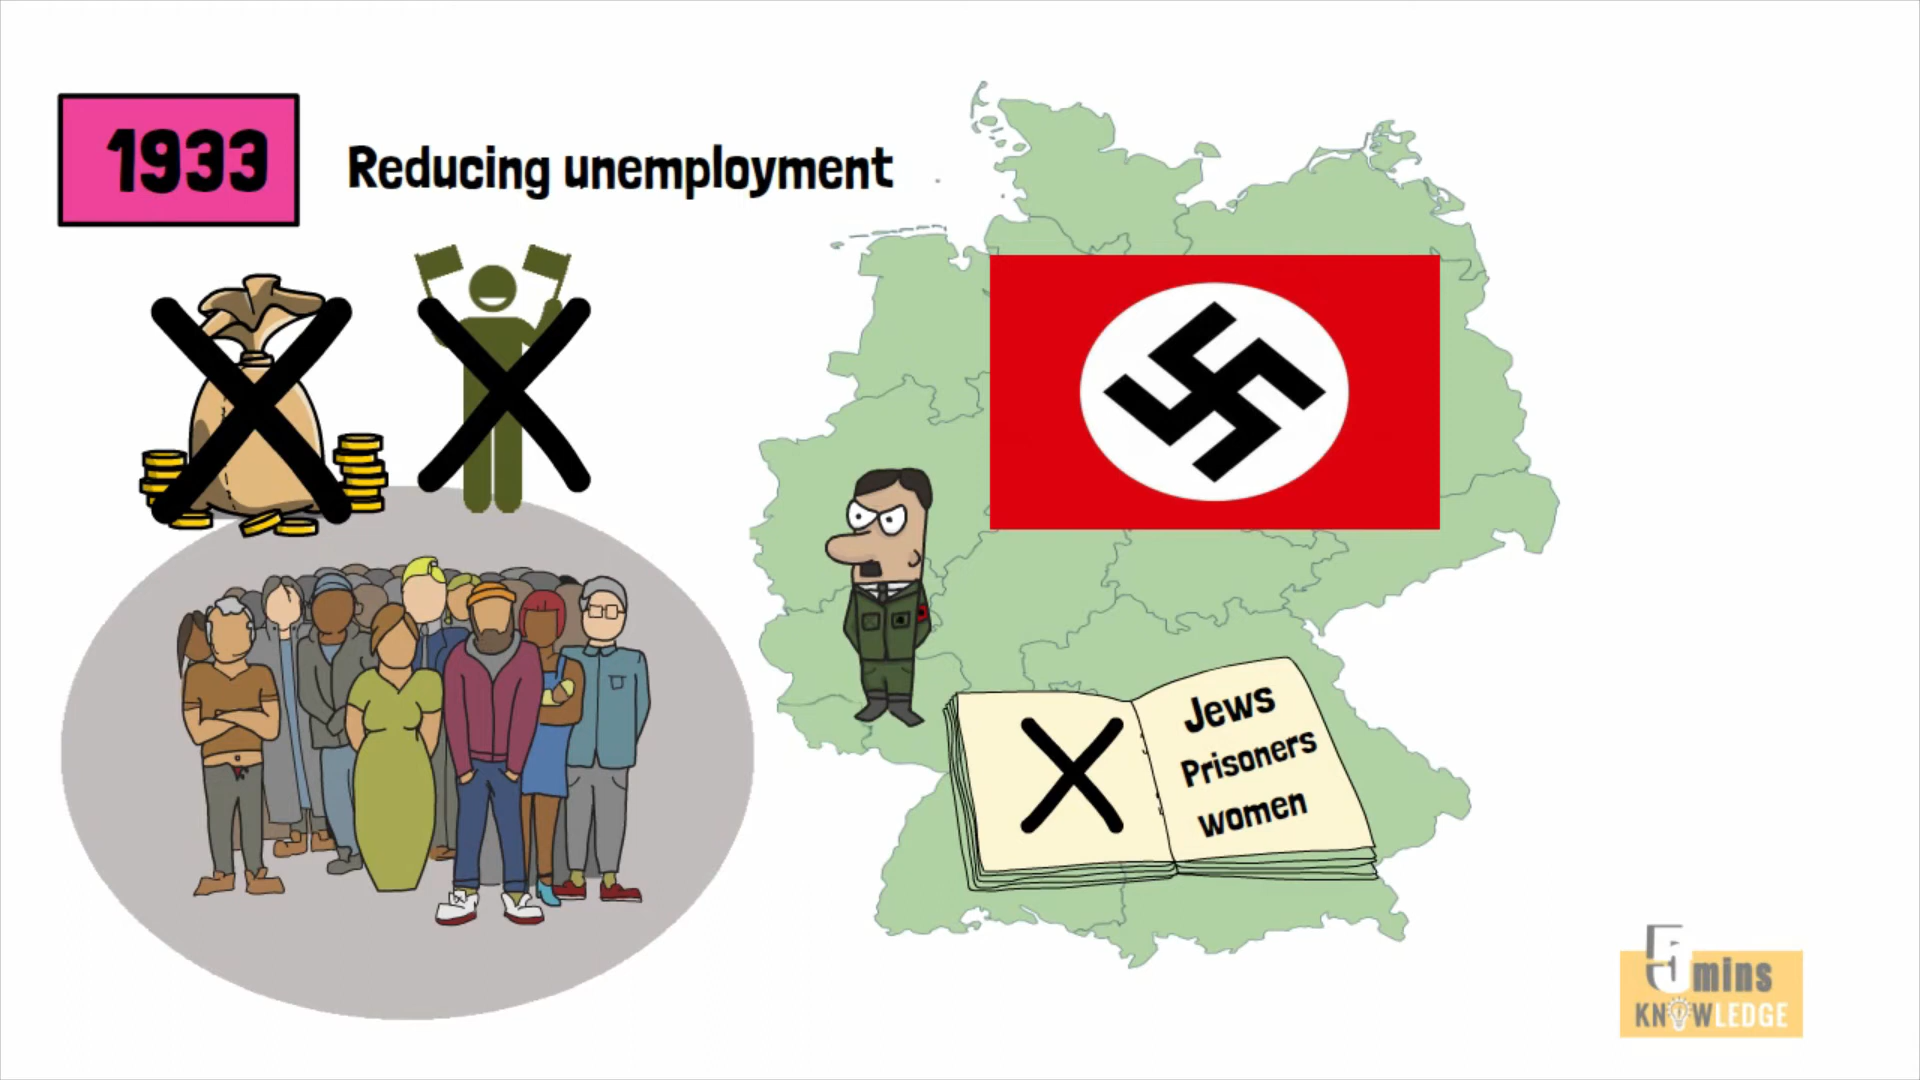 1933
Reducing unemployment
Jews
Prisoners
women
5 mins
KNOWLEDGE